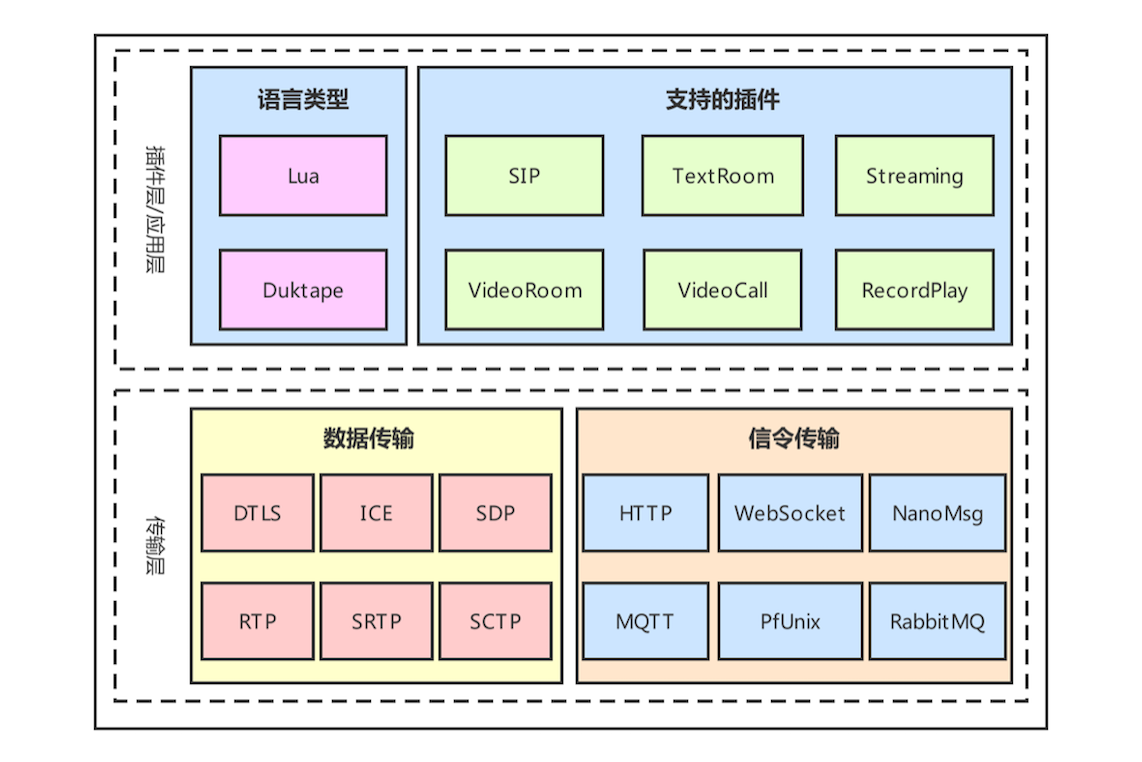 插件层/应用层
语言类型
Lua
Duktape
支持的插件
SIP
TextRoom
Streaming
VideoRoom
VideoCall
RecordPlay
传输层
数据传输
DTLS
ICE
SDP
RTP
SRTP
SCTP
信令传输
HTTP
WebSocket
NanoMsg
MQTT
PfUnix
RabbitMQ